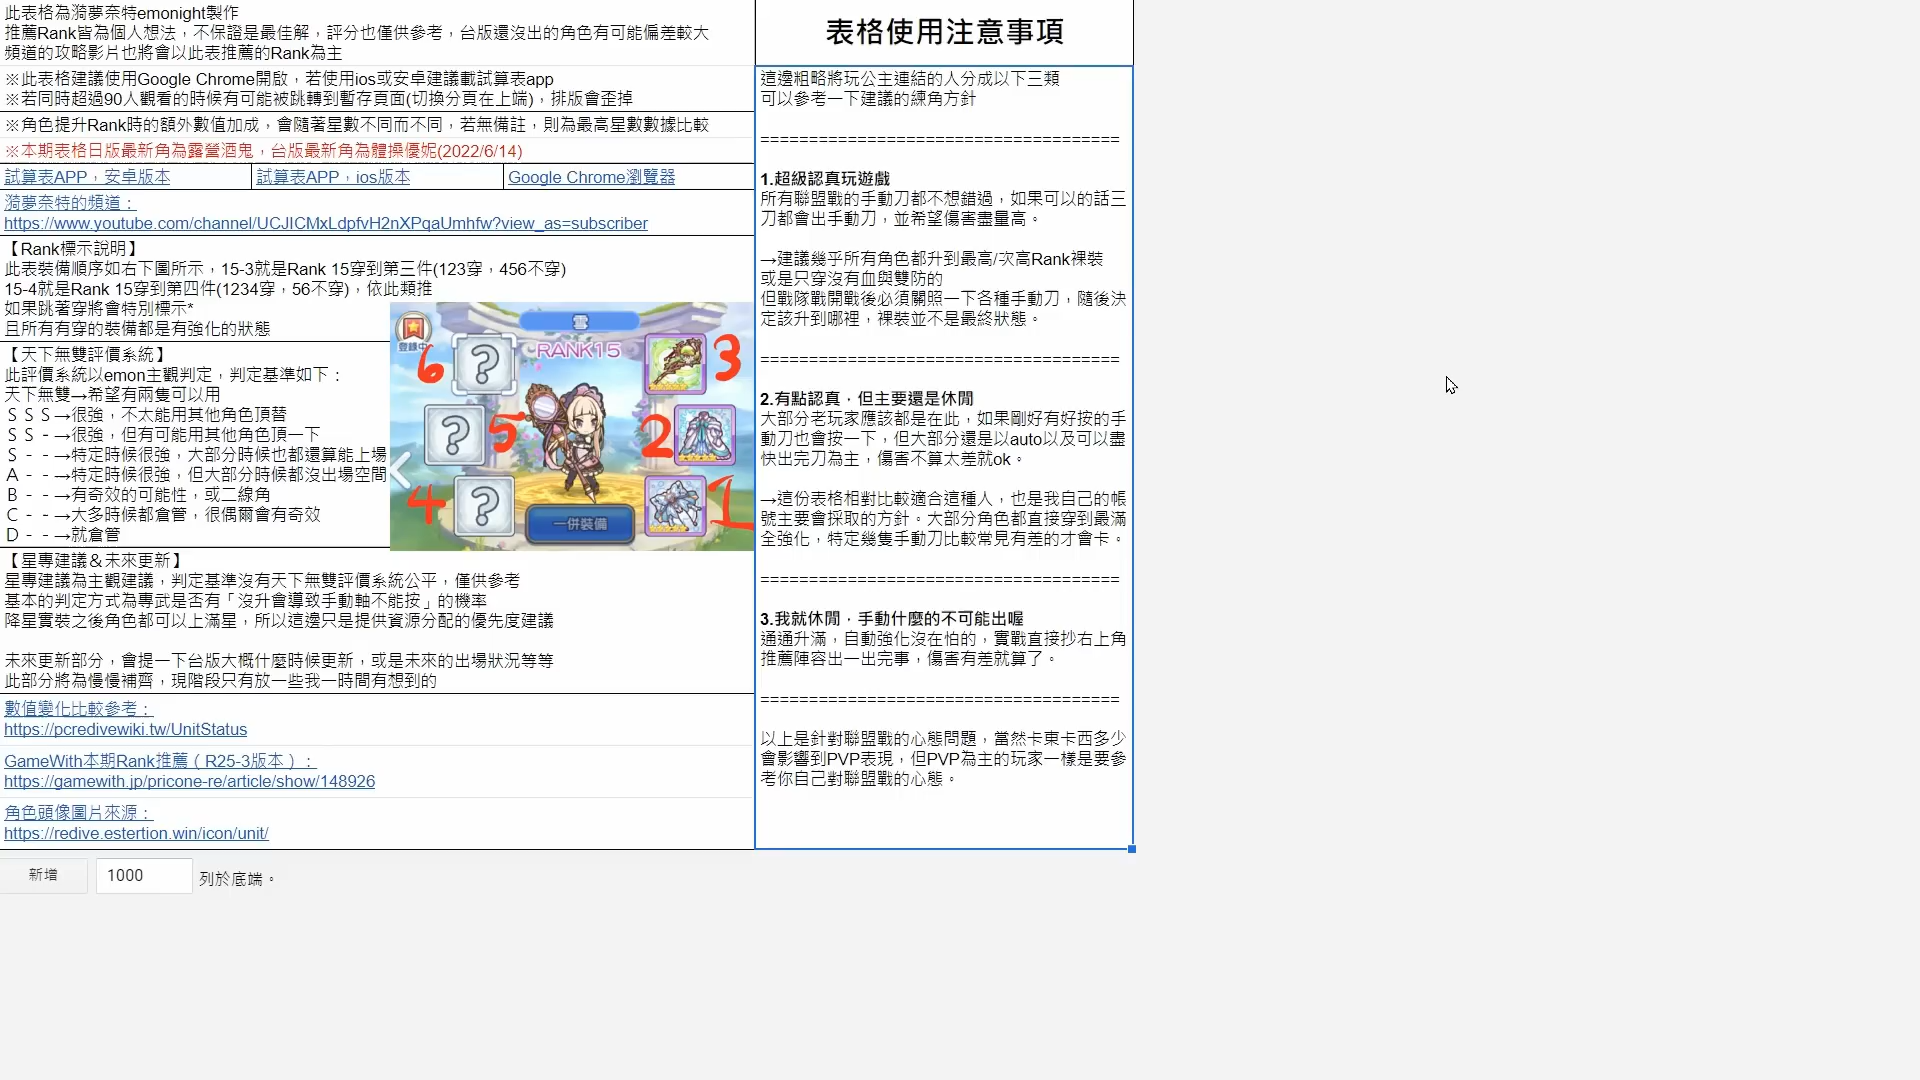 此表格為漪夢奈特emonight製作
推薦Rank皆為個人想法，不保證是最佳解，評分也僅供參考，台版還沒出的角色有可能偏差較大
頻道的攻略影片也將會以此表推薦的Rank為主
※此表格建議使用Google Chrome開啟，若使用ios或安卓建議載試算表app
※若同時超過90人觀看的時候有可能被跳轉到暫存頁面(切換分頁在上端)，排版會歪掉
※角色提升Rank時的額外數值加成，會隨著星數不同而不同，若無備註，則為最高星數數據比較
※本期表格日版最新角為露營酒鬼，台版最新角為體操優妮(2022/6/14)
試算表APP，安卓版本
試算表APP，ios版本
Google Chrome瀏覽器
漪夢奈特的頻道：
https://www.youtube.com/channel/UCJICMxLdpfvH2nXPqaUmhfw?view_as=subscriber
【Rank標示說明】
此表裝備順序如右下圖所示，15-3就是Rank 15穿到第三件(123穿，456不穿)
15-4就是Rank 15穿到第四件(1234穿，56不穿)，依此類推
如果跳著穿將會特別標示*
且所有有穿的裝備都是有強化的狀態
【天下無雙評價系統】
此評價系統以emon主觀判定，判定基準如下：
天下無雙→希望有兩隻可以用
ＳＳＳ→很強，不太能用其他角色頂替
ＳＳ - →很強，但有可能用其他角色頂一下
Ｓ - - →特定時候很強，大部分時候也都還算能上場
Ａ - - →特定時候很強，但大部分時候都沒出場空間
Ｂ - - →有奇效的可能性，或二線角
Ｃ - - →大多時候都倉管，很偶爾會有奇效
Ｄ - - →就倉管
雪
登錄中
RANK15
6
3
5
2
4
1
一併裝備
【星專建議＆未來更新】
星專建議為主觀建議，判定基準沒有天下無雙評價系統公平，僅供參考
基本的判定方式為專武是否有「沒升會導致手動軸不能按」的機率
降星實裝之後角色都可以上滿星，所以這邊只是提供資源分配的優先度建議
未來更新部分，會提一下台版大概什麼時候更新，或是未來的出場狀況等等
此部分將為慢慢補齊，現階段只有放一些我一時間有想到的
數值變化比較參考：
https://pcredivewiki.tw/UnitStatus
GameWith本期Rank推薦（R25-3版本）：
https://gamewith.jp/pricone-re/article/show/148926
角色頭像圖片來源：
https://redive.estertion.win/icon/unit/
新增
1000
列於底端。
表格使用注意事項
這邊粗略將玩公主連結的人分成以下三類
可以參考一下建議的練角方針
====================================
1.超級認真玩遊戲
所有聯盟戰的手動刀都不想錯過，如果可以的話三
刀都會出手動刀，並希望傷害盡量高。
→建議幾乎所有角色都升到最高/次高Rank裸裝
或是只穿沒有血與雙防的
但戰隊戰開戰後必須關照一下各種手動刀，隨後決
定該升到哪裡，裸裝並不是最終狀態。
====================================
2.有點認真，但主要還是休閒
大部分老玩家應該都是在此，如果剛好有好按的手
動刀也會按一下，但大部分還是以auto以及可以盡
快出完刀為主，傷害不算太差就ok。
→這份表格相對比較適合這種人，也是我自己的帳
號主要會採取的方針。大部分角色都直接穿到最滿
全強化，特定幾隻手動刀比較常見有差的才會卡。
====================================
3.我就休閒，手動什麼的不可能出喔
通通升滿，自動強化沒在怕的，實戰直接抄右上角
推薦陣容出一出完事，傷害有差就算了。
====================================
以上是針對聯盟戰的心態問題，當然卡東卡西多少
會影響到PVP表現，但PVP為主的玩家一樣是要參
考你自己對聯盟戰的心態。